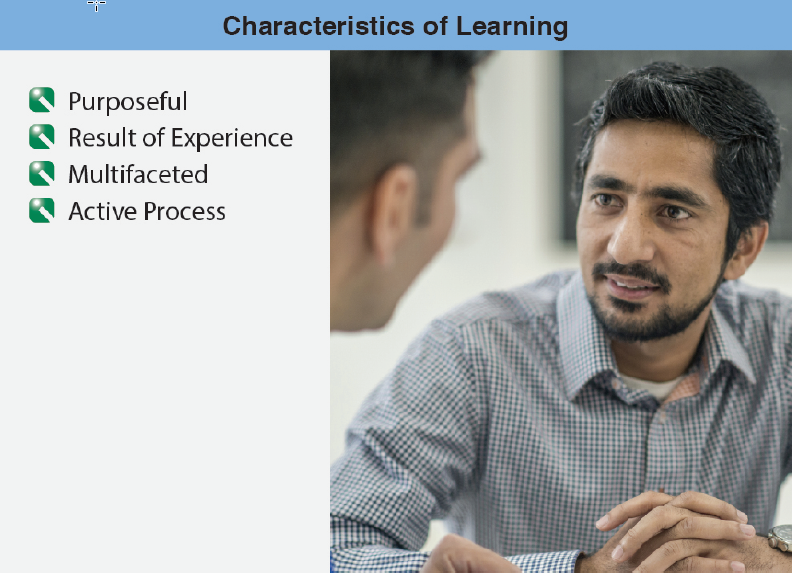 Characteristics of Learning
Purposeful
Result of Experience
Multifaceted
Active Process